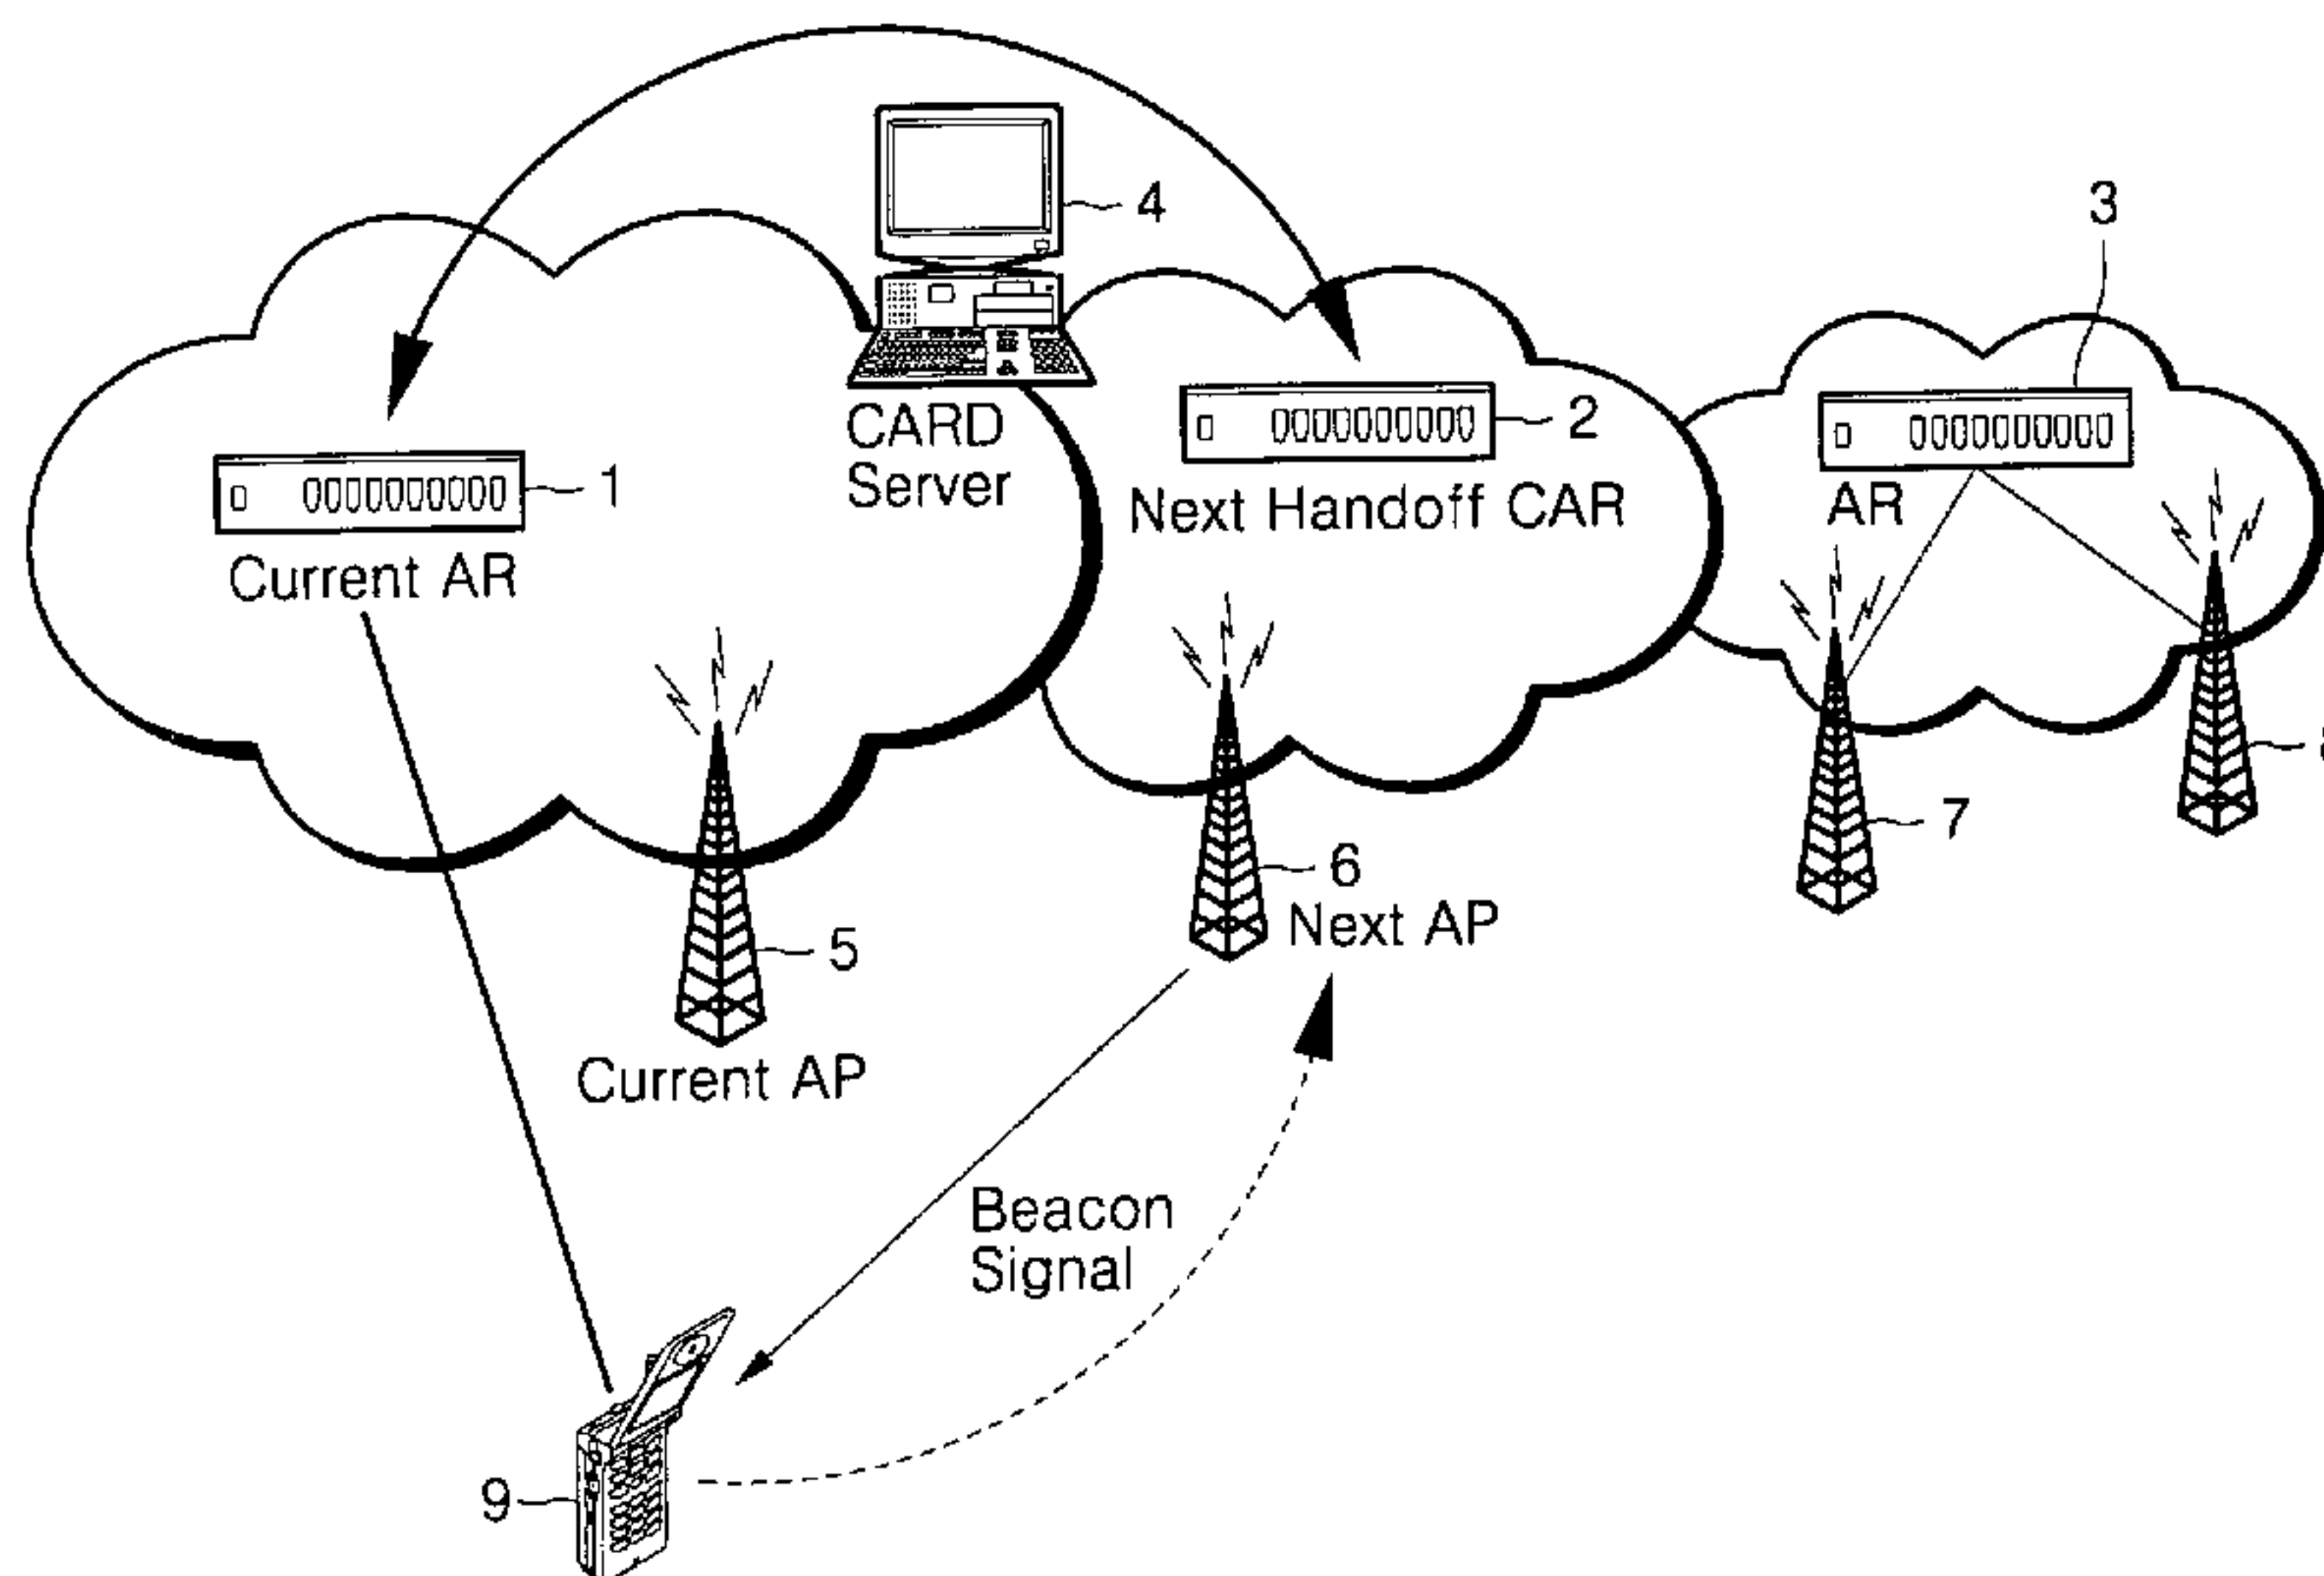 4
3
CARD
Server
2
1
Next Handoff CAR
AR
Current AR
7
6
Next AP
5
Current AP
Beacon
Signal
9